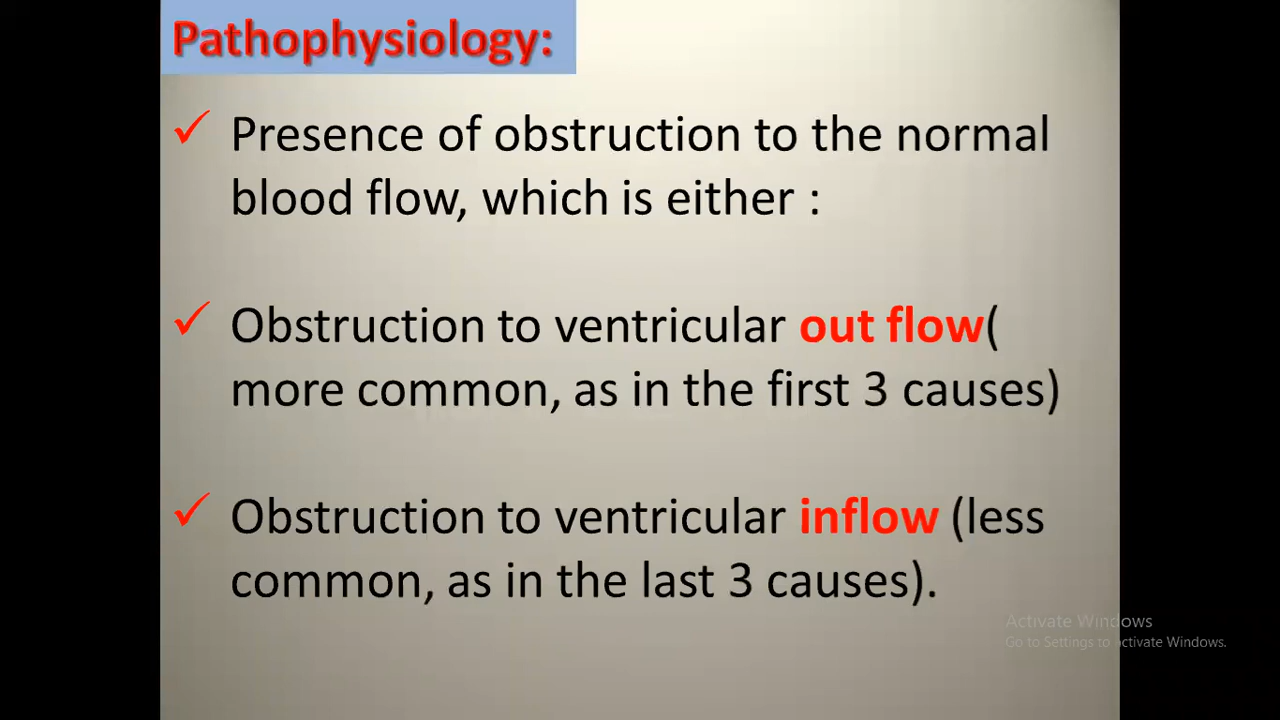 Pathophysiology:
✓ Presence of obstruction to the normal
blood flow, which is either :
✓ Obstruction to ventricular out flow(
more common, as in the first 3 causes)
✓ Obstruction to ventricular inflow (less
common, as in the last 3 causes).
Activate Windows
Go to Settings to activate Windows.